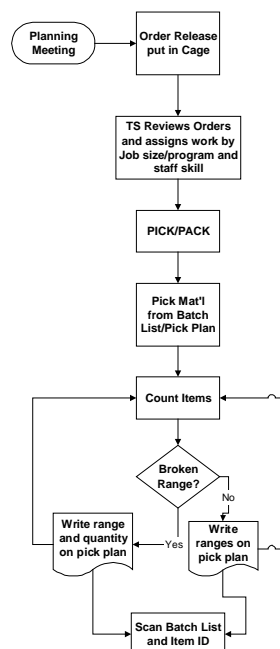 Planning
Meeting
Order Release
put in Cage
TS Reviews Orders
and assigns work by
Job size/program and
staff skill
PICK/PACK
Pick Mat'l
from Batch
List/Pick Plan
Count Items
Broken
Range?
No
Yes
Write range
and quantity
on pick plan
Write
ranges on
pick plan
Scan Batch List
and Item ID